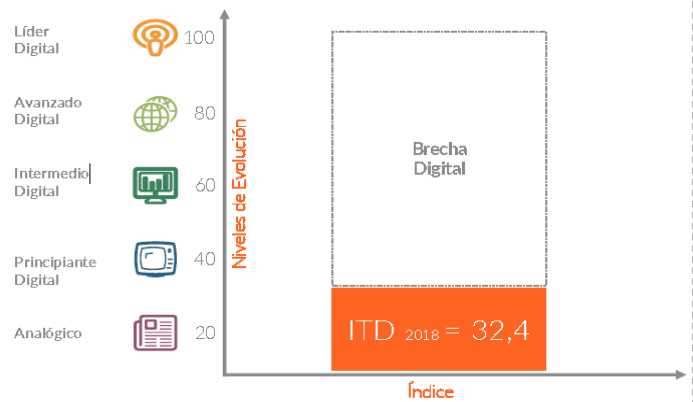 Líder
Digital
100
Avanzado
Digital
80
Intermedio
Digital
60
Principiante
Digital
40
Analógico
20
Niveles de Evolución
Brecha
Digital
ITD 2018 = 32,4
Índice